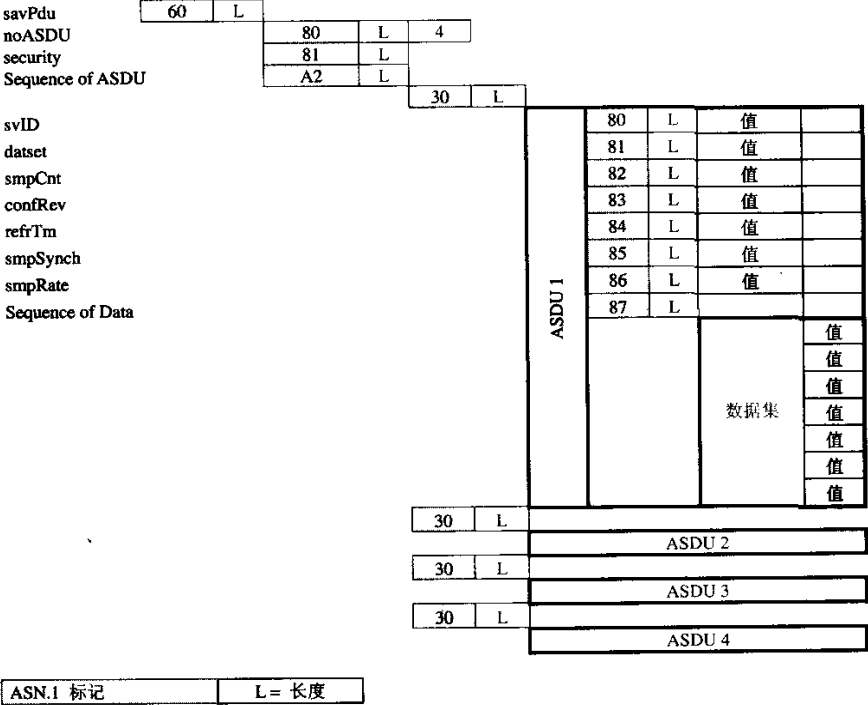 savPdu 60 L
noASDU 80 L 4
security 81 L
Sequence of ASDU A2 L
30 L
svID 80 L 值
datset 81 L 值
smpCnt 82 L 值
confRev 83 L 值
refrTm 84 L 值
smpSynch 85 L 值
smpRate 86 L 值
Sequence of Data 87 L
ASDU 1
值
值
值
数据集 值
值
值
值
30 L
ASDU 2
30 L
ASDU 3
30 L
ASDU 4
ASN.1 标记 L = 长度